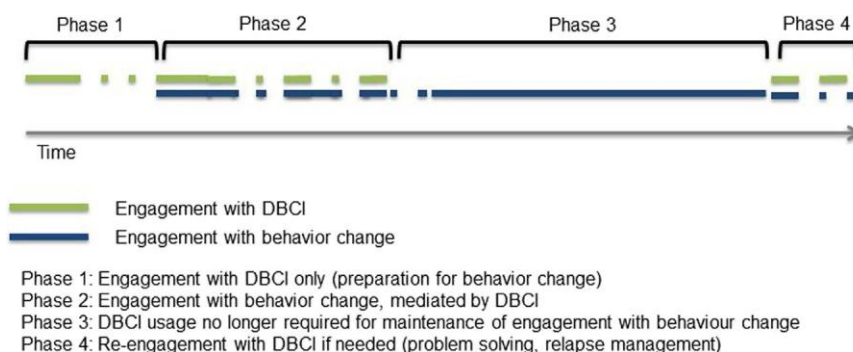 Phase 1
Phase 2
Phase 3
Phase 4
Time
Engagement with DBCI
Engagement with behavior change
Phase 1: Engagement with DBCI only (preparation for behavior change)
Phase 2: Engagement with behavior change, mediated by DBCI
Phase 3: DBCI usage no longer required for maintenance of engagement with behaviour change
Phase 4: Re-engagement with DBCI if needed (problem solving, relapse management)